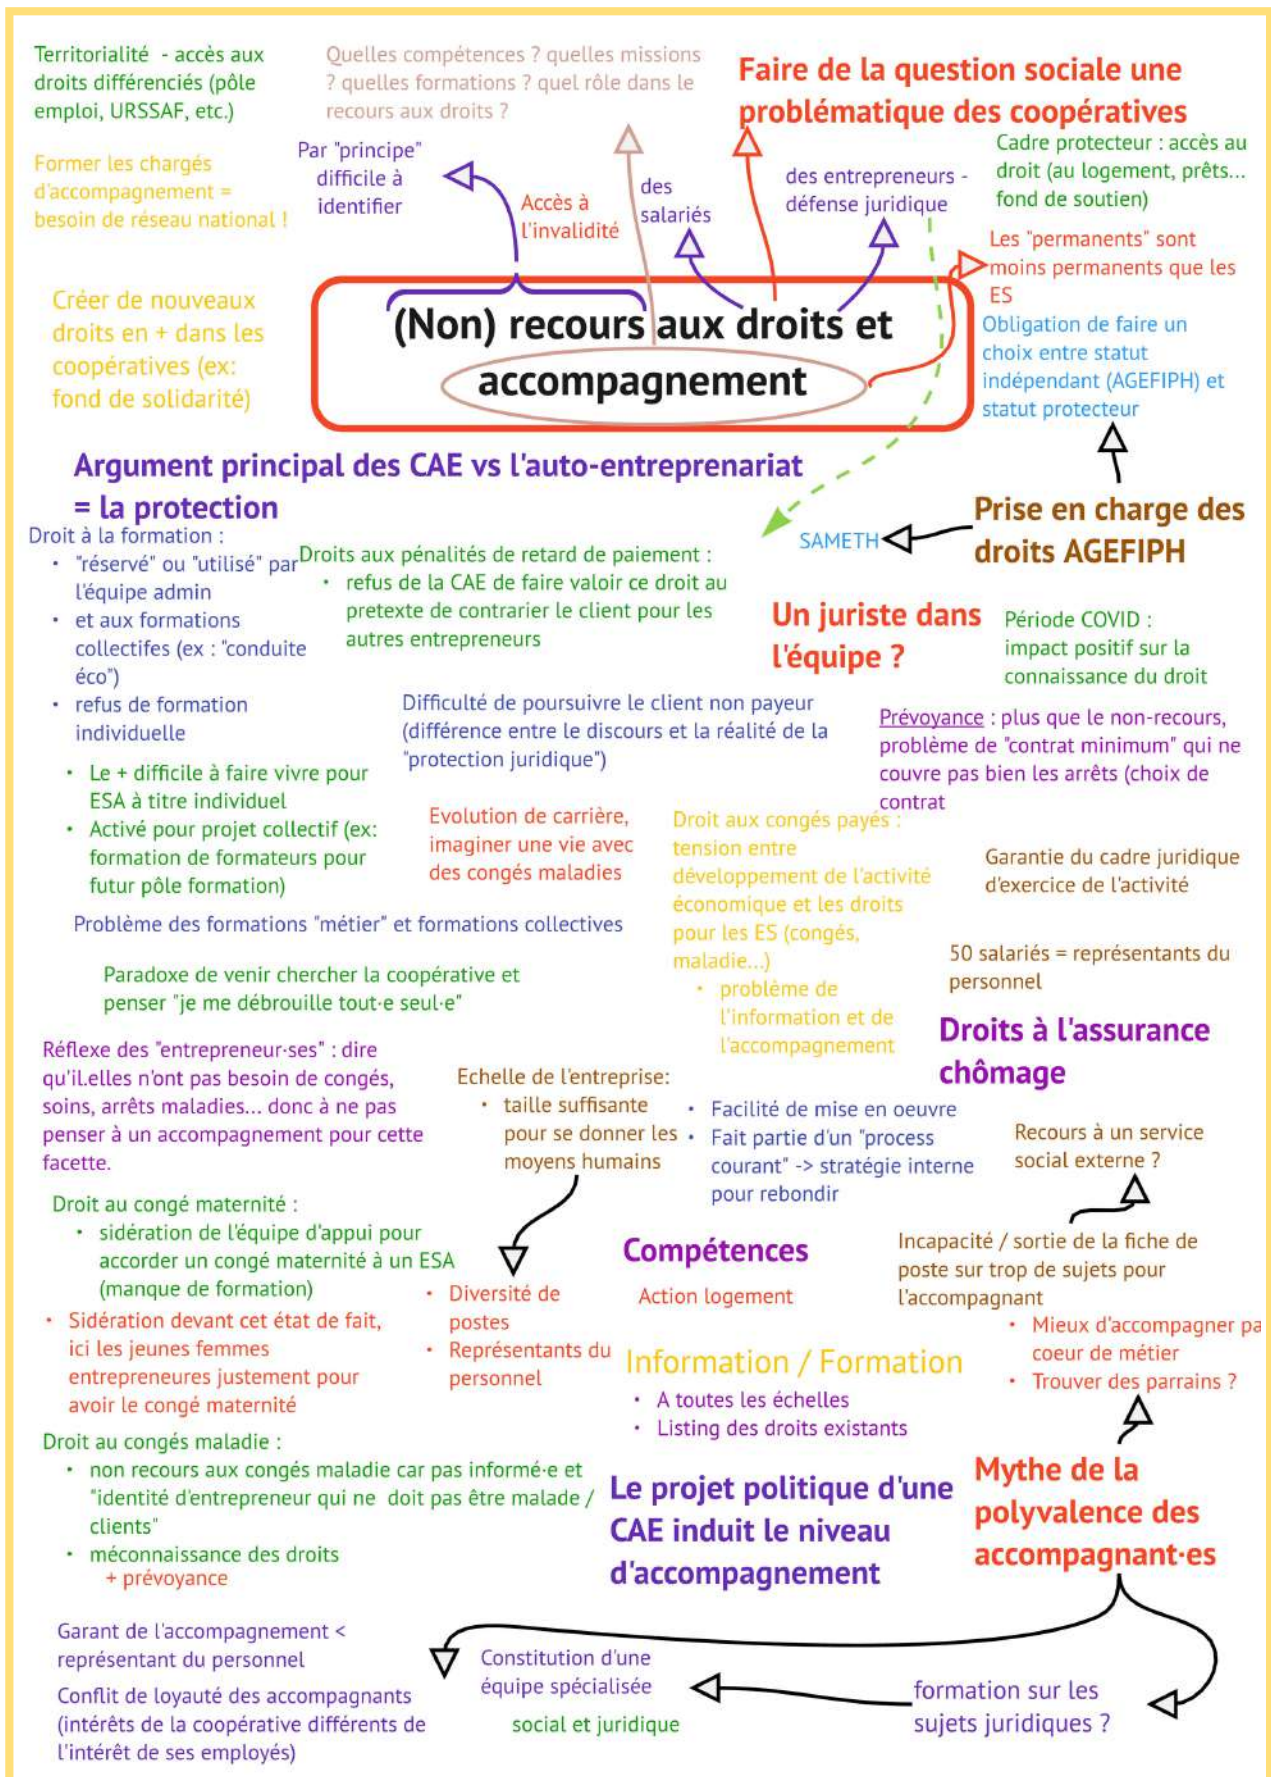 Territorialité - accès aux
droits différenciés (pôle
emploi, URSSAF, etc.)
Quelles compétences ? quelles missions
? quelles formations ? quel rôle dans le
recours aux droits ?
Faire de la question sociale une
problématique des coopératives
Former les chargés
d'accompagnement =
besoin de réseau national !
Par "principe"
difficile à
identifier
Accès à
l'invalidité
des
salariés
des entrepreneurs -
défense juridique
Cadre protecteur : accès au
droit (au logement, prêts...
fond de soutien)
Les "permanents" sont
moins permanents que les
ES
Créer de nouveaux
droits en + dans les
coopératives (ex:
fond de solidarité)
(Non) recours aux droits et
accompagnement
Obligation de faire un
choix entre statut
indépendant (AGEFIPH) et
statut protecteur
Argument principal des CAE vs l'auto-entreprenariat
= la protection
Prise en charge des
droits AGEFIPH
SAMETH
Droit à la formation :
• "réservé" ou "utilisé" par
l'équipe admin
• et aux formations
collectifes (ex : "conduite
éco")
• refus de formation
individuelle
Droits aux pénalités de retard de paiement :
• refus de la CAE de faire valoir ce droit au
pretexte de contrarier le client pour les
autres entrepreneurs
Un juriste dans
l'équipe ?
Période COVID :
impact positif sur la
connaissance du droit
Difficulté de poursuivre le client non payeur
(différence entre le discours et la réalité de la
"protection juridique")
Prévoyance : plus que le non-recours,
problème de "contrat minimum" qui ne
couvre pas bien les arrêts (choix de
contrat
• Le + difficile à faire vivre pour
ESA à titre individuel
• Activé pour projet collectif (ex:
formation de formateurs pour
futur pôle formation)
Evolution de carrière,
imaginer une vie avec
des congés maladies
Droit aux congés payés :
tension entre
développement de l'activité
économique et les droits
pour les ES (congés,
maladie...)
• problème de
l'information et de
l'accompagnement
Garantie du cadre juridique
d'exercice de l'activité
Problème des formations "métier" et formations collectives
50 salariés = représentants du
personnel
Paradoxe de venir chercher la coopérative et
penser "je me débrouille tout·e seul·e"
Droits à l'assurance
chômage
Réflexe des "entrepreneur·ses" : dire
qu'il.elles n'ont pas besoin de congés,
soins, arrêts maladies... donc à ne pas
penser à un accompagnement pour cette
facette.
Echelle de l'entreprise:
• taille suffisante
pour se donner les
moyens humains
• Facilité de mise en oeuvre
• Fait partie d'un "process
courant" -> stratégie interne
pour rebondir
Recours à un service
social externe ?
Droit au congé maternité :
• sidération de l'équipe d'appui pour
accorder un congé maternité à un ESA
(manque de formation)
• Sidération devant cet état de fait,
ici les jeunes femmes
entrepreneures justement pour
avoir le congé maternité
• Diversité de
postes
• Représentants du
personnel
Compétences
Action logement
Incapacité / sortie de la fiche de
poste sur trop de sujets pour
l'accompagnant
• Mieux d'accompagner pa
coeur de métier
• Trouver des parrains ?
Information / Formation
• A toutes les échelles
• Listing des droits existants
Droit au congés maladie :
• non recours aux congés maladie car pas informé·e et
"identité d'entrepreneur qui ne doit pas être malade /
clients"
• méconnaissance des droits
+ prévoyance
Le projet politique d'une
CAE induit le niveau
d'accompagnement
Mythe de la
polyvalence des
accompagnant·es
Garant de l'accompagnement <
représentant du personnel
Conflit de loyauté des accompagnants
(intérêts de la coopérative différents de
l'intérêt de ses employés)
Constitution d'une
équipe spécialisée
social et juridique
formation sur les
sujets juridiques ?